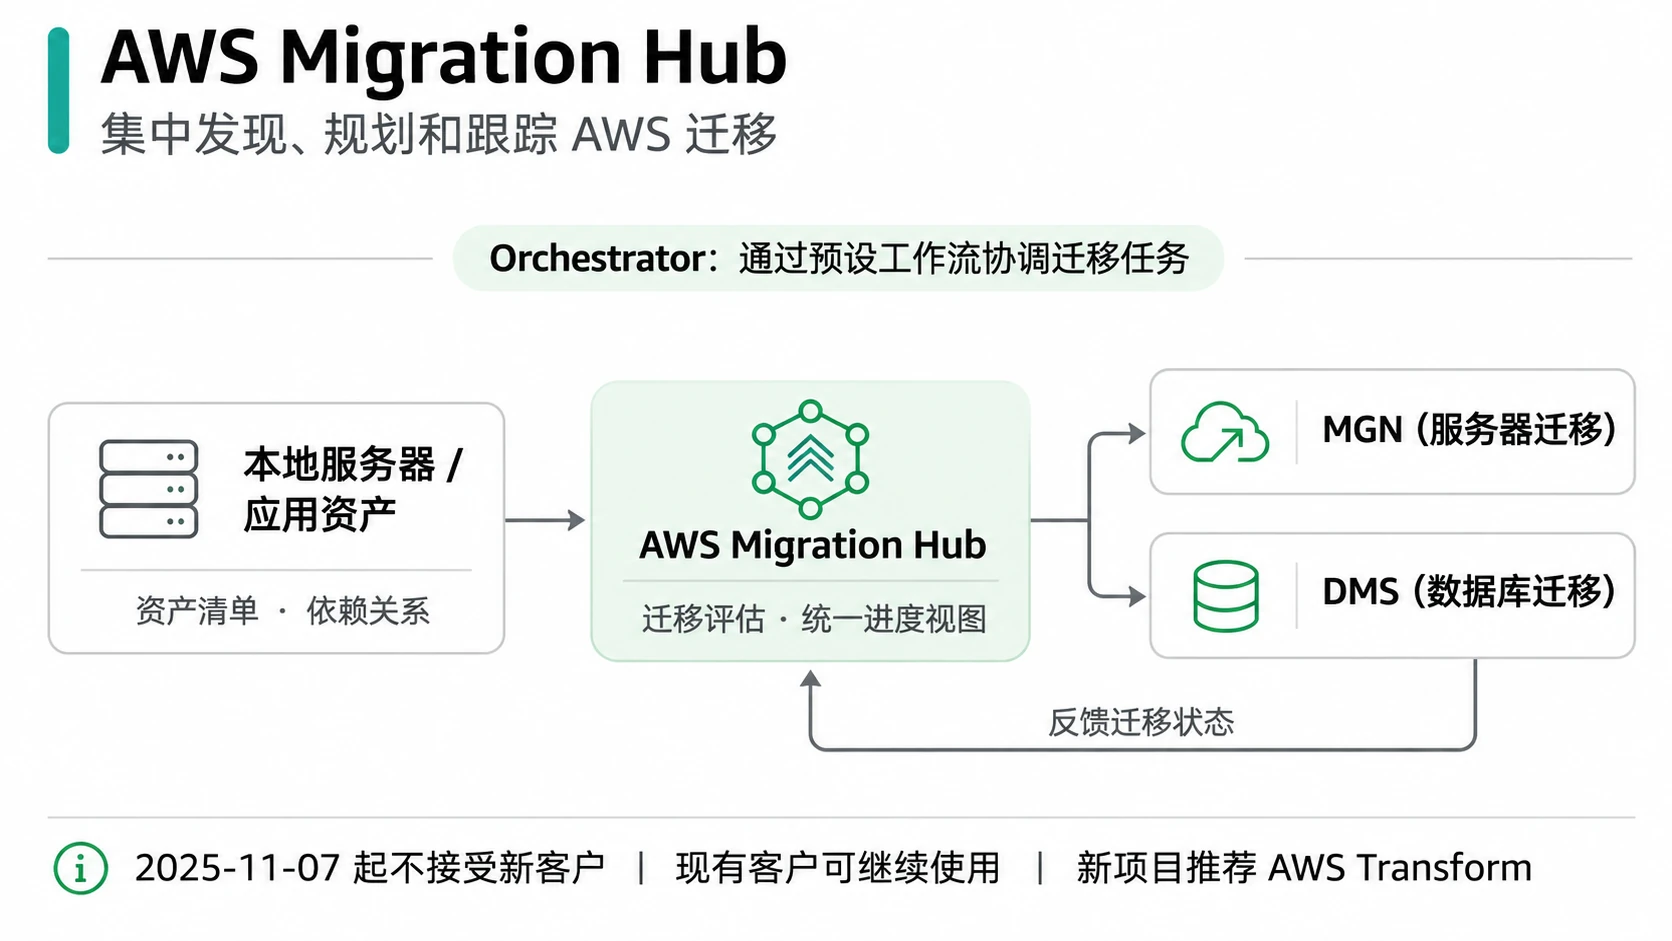 AWS Migration Hub
集中发现、规划和跟踪 AWS 迁移
Orchestrator：通过预设工作流协调迁移任务
本地服务器 /
应用资产
资产清单 · 依赖关系
AWS Migration Hub
迁移评估 · 统一进度视图
MGN（服务器迁移）
DMS（数据库迁移）
反馈迁移状态
2025-11-07 起不接受新客户 | 现有客户可继续使用 | 新项目推荐 AWS Transform